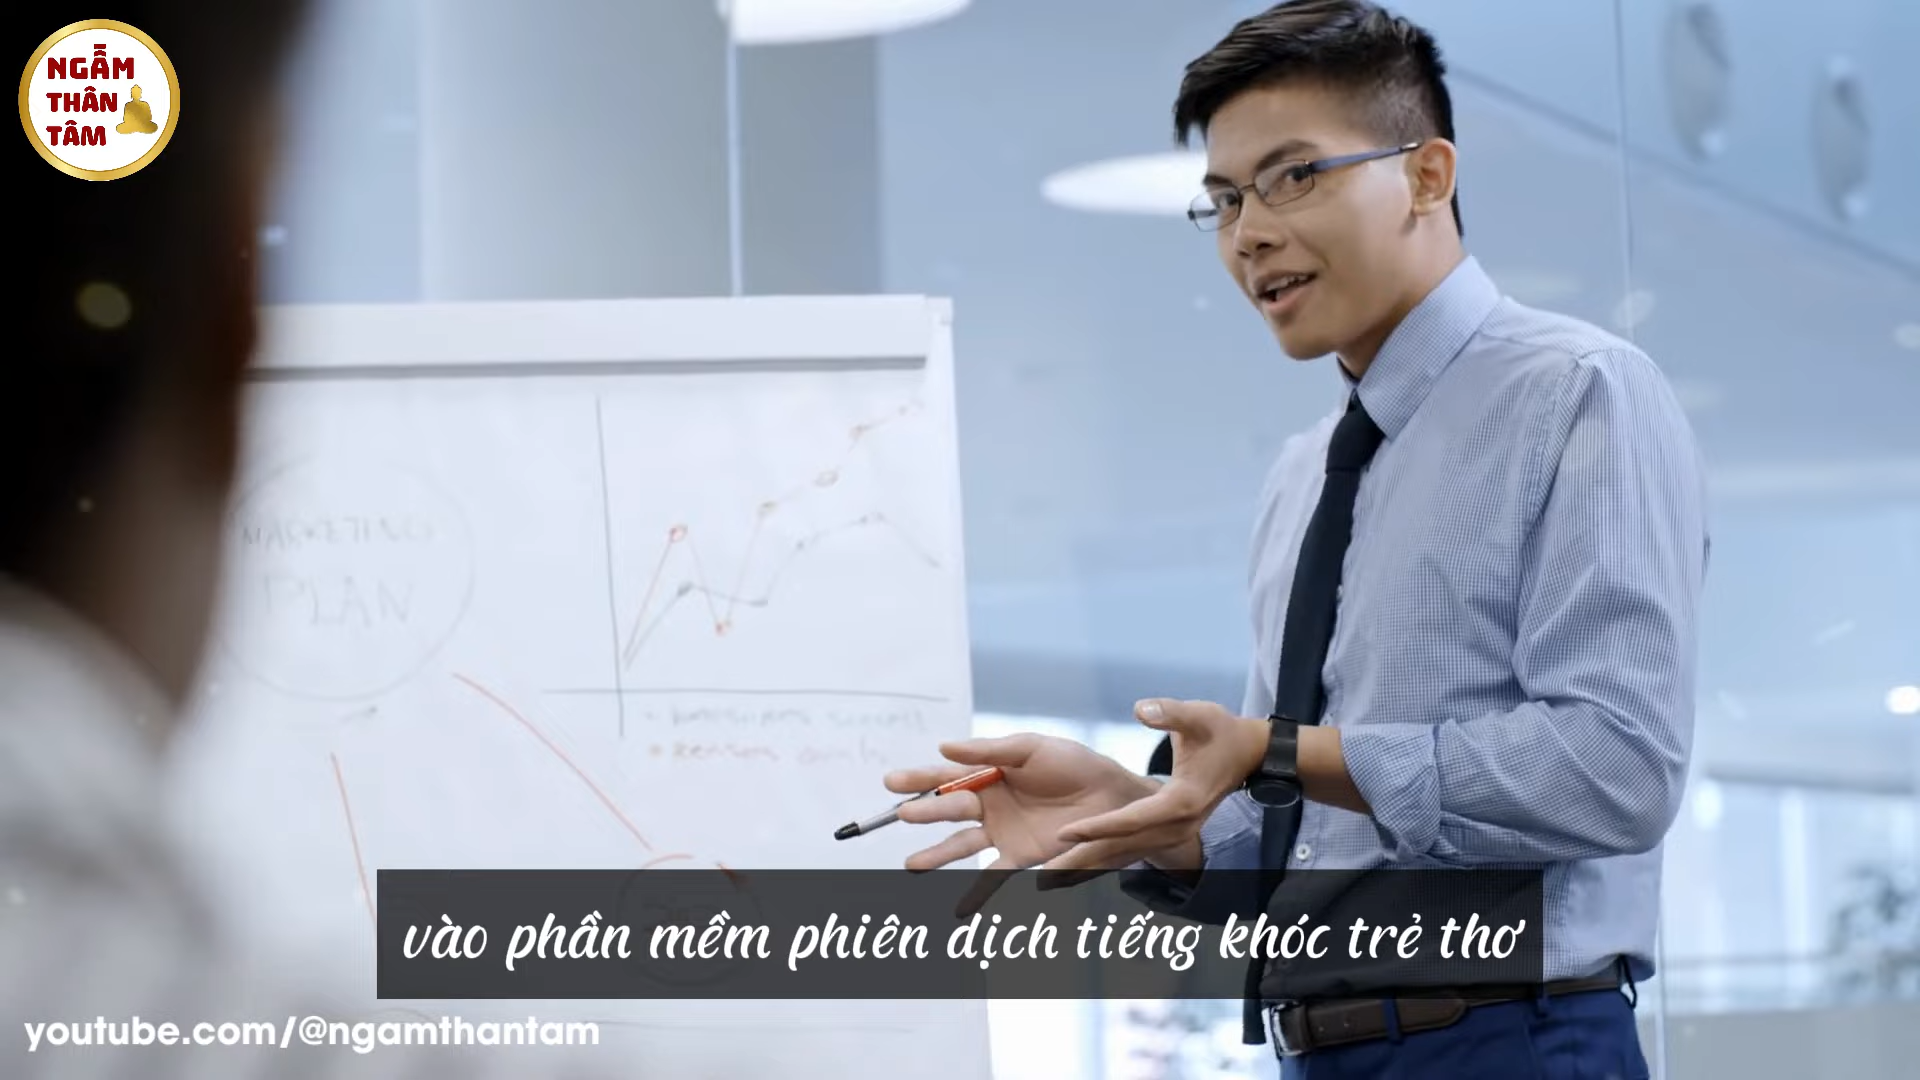 NGẪM
THÂN
TÂM
MARKETING
PLAN
vào phần mềm phiên dịch tiếng khóc trẻ thơ
youtube.com/@ngamthantam